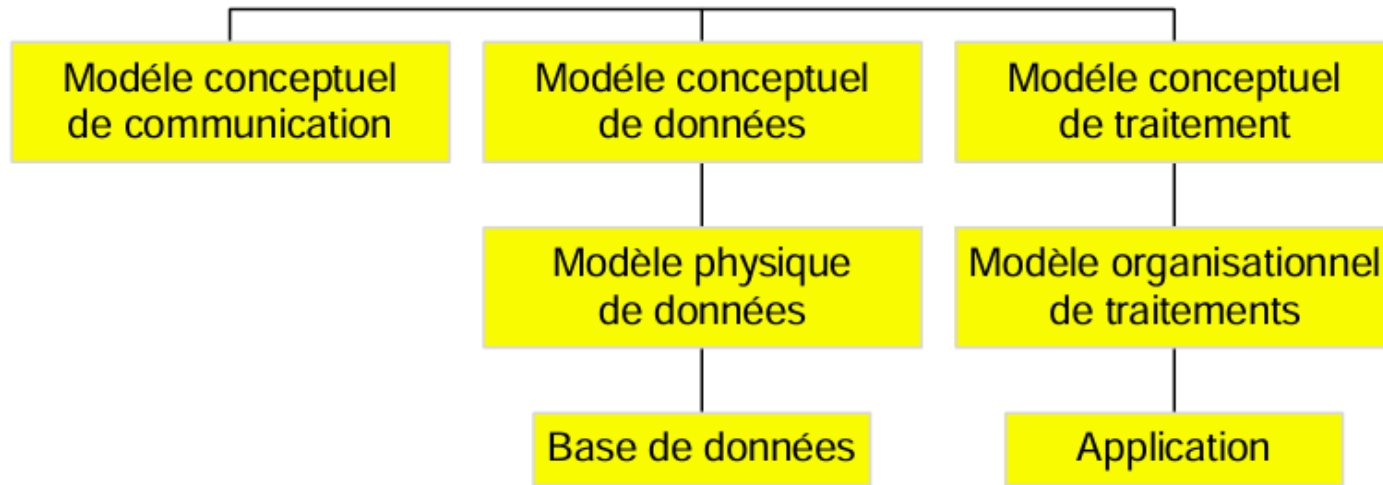 Modéle conceptuel
de communication
Modéle conceptuel
de données
Modéle conceptuel
de traitement
Modèle physique
de données
Modèle organisationnel
de traitements
Base de données
Application